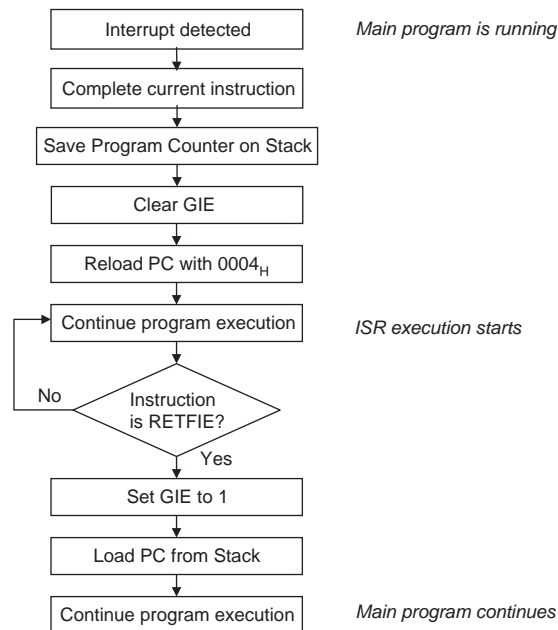 Interrupt detected
Main program is running
Complete current instruction
Save Program Counter on Stack
Clear GIE
Reload PC with 0004H
Continue program execution
ISR execution starts
No
Instruction
is RETFIE?
Yes
Set GIE to 1
Load PC from Stack
Continue program execution
Main program continues